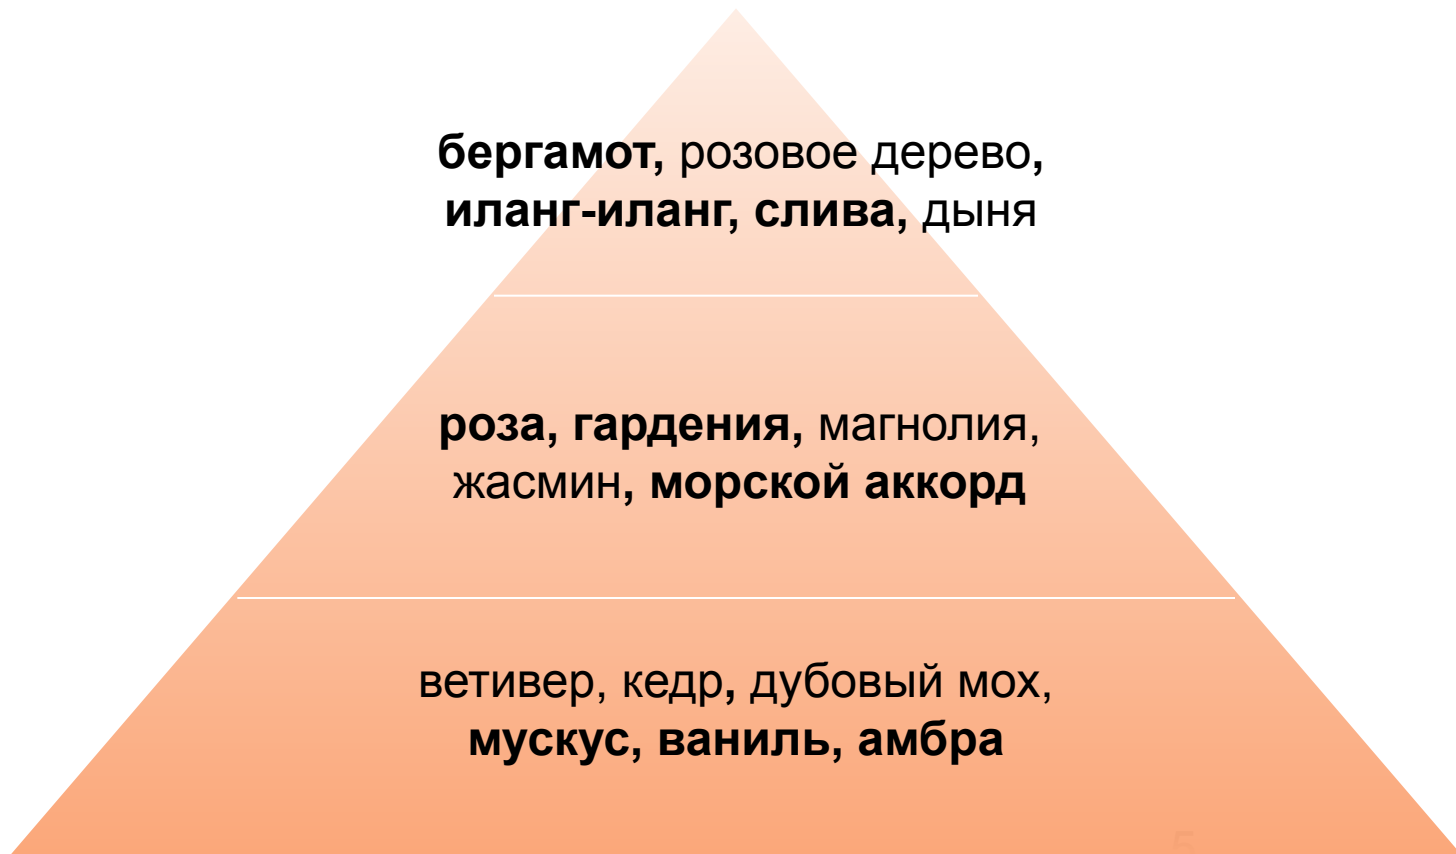 бергамот, розовое дерево,
иланг-иланг, слива, дыня
роза, гардения, магнолия,
жасмин, морской аккорд
ветивер, кедр, дубовый мох,
мускус, ваниль, амбра
5